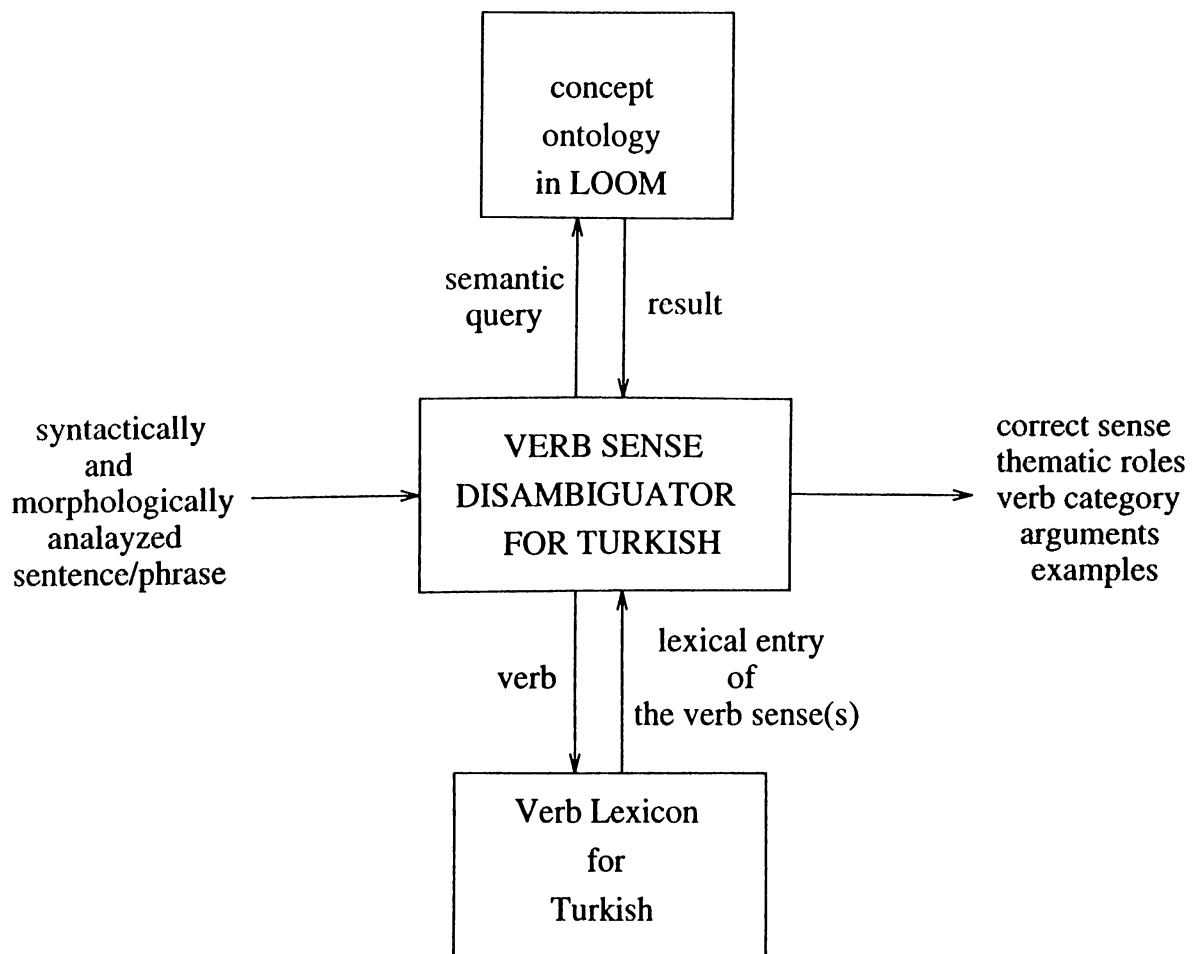 concept
ontology
in LOOM
semantic
query
result
syntactically
and
morphologically
analayzed
sentence/phrase
VERB SENSE
DISAMBIGUATOR
FOR TURKISH
correct sense
thematic roles
verb category
arguments
examples
verb
lexical entry
of
the verb sense(s)
Verb Lexicon
for
Turkish